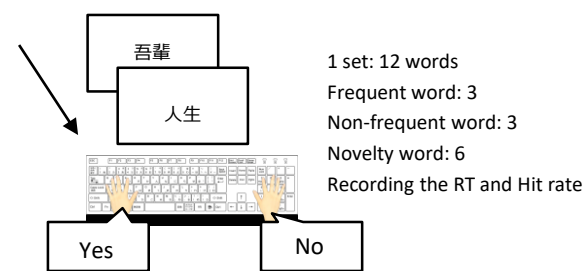 吾輩
人生
1 set: 12 words
Frequent word: 3
Non-frequent word: 3
Novelty word: 6
Recording the RT and Hit rate
Yes
No